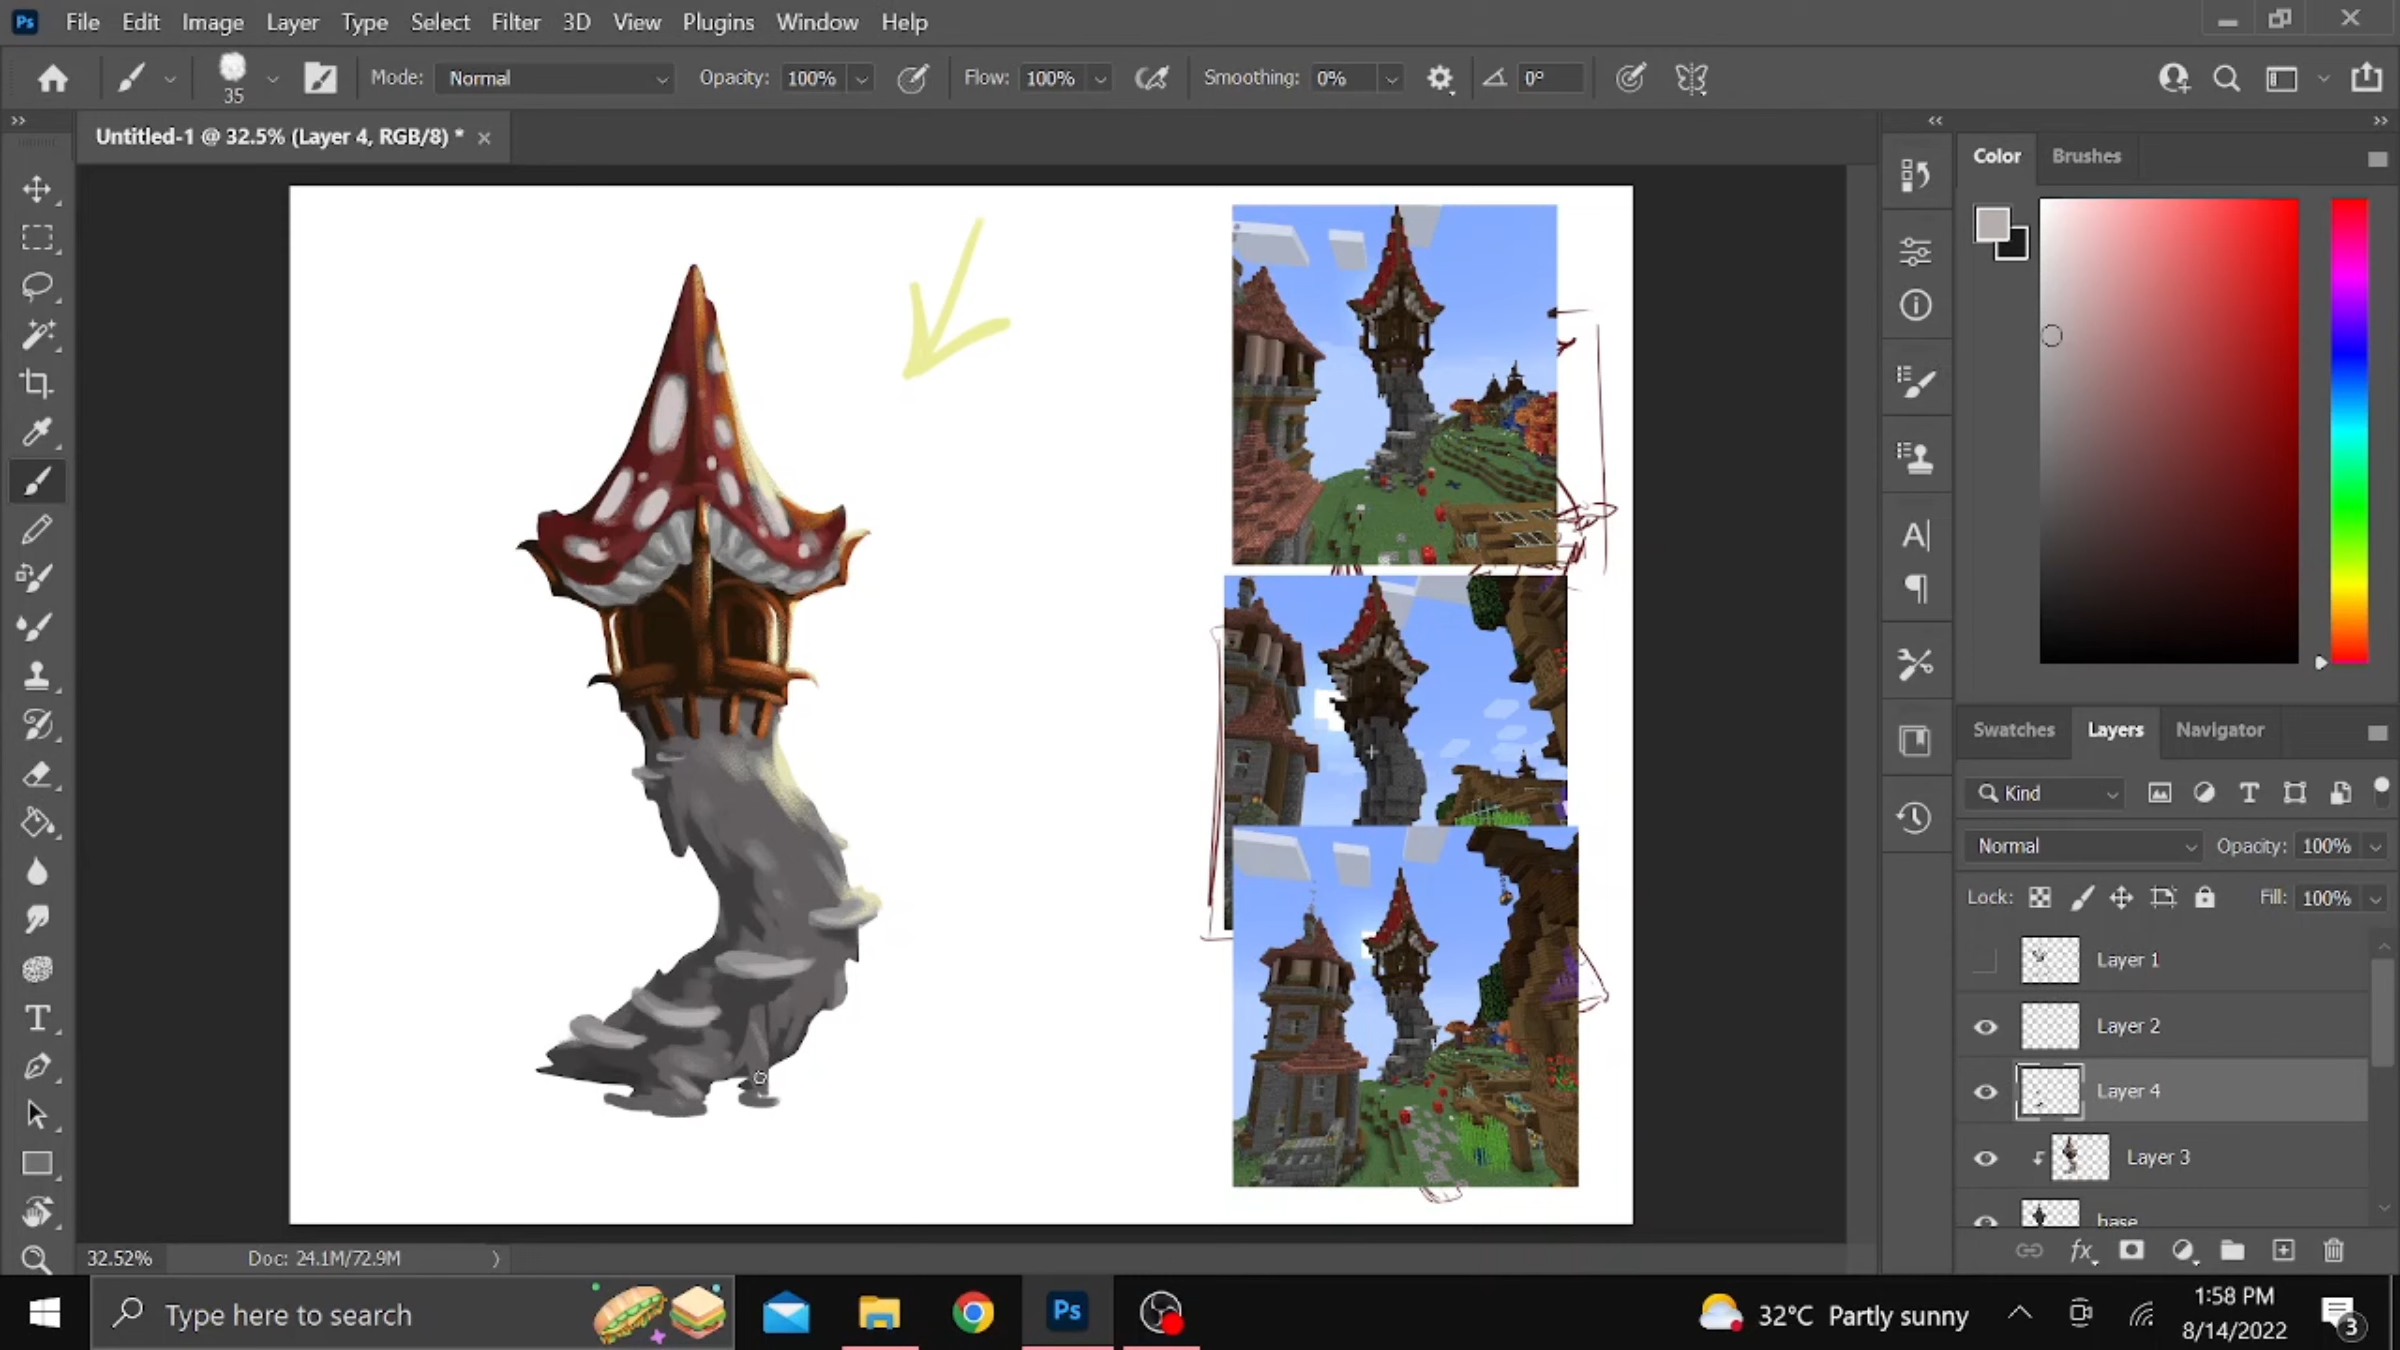 Ps File Edit Image Layer Type Select Filter 3D View Plugins Window Help
35 Mode: Normal Opacity: 100% Flow: 100% Smoothing: 0% 0°
Untitled-1 @ 32.5% (Layer 4, RGB/8) *
Color Brushes
Swatches Layers Navigator
Kind
Normal Opacity: 100%
Lock: Fill: 100%
Layer 1
Layer 2
Layer 4
Layer 3
base
32.52% Doc: 24.1M/72.9M
Type here to search
Ps
32°C Partly sunny
1:58 PM
8/14/2022
3